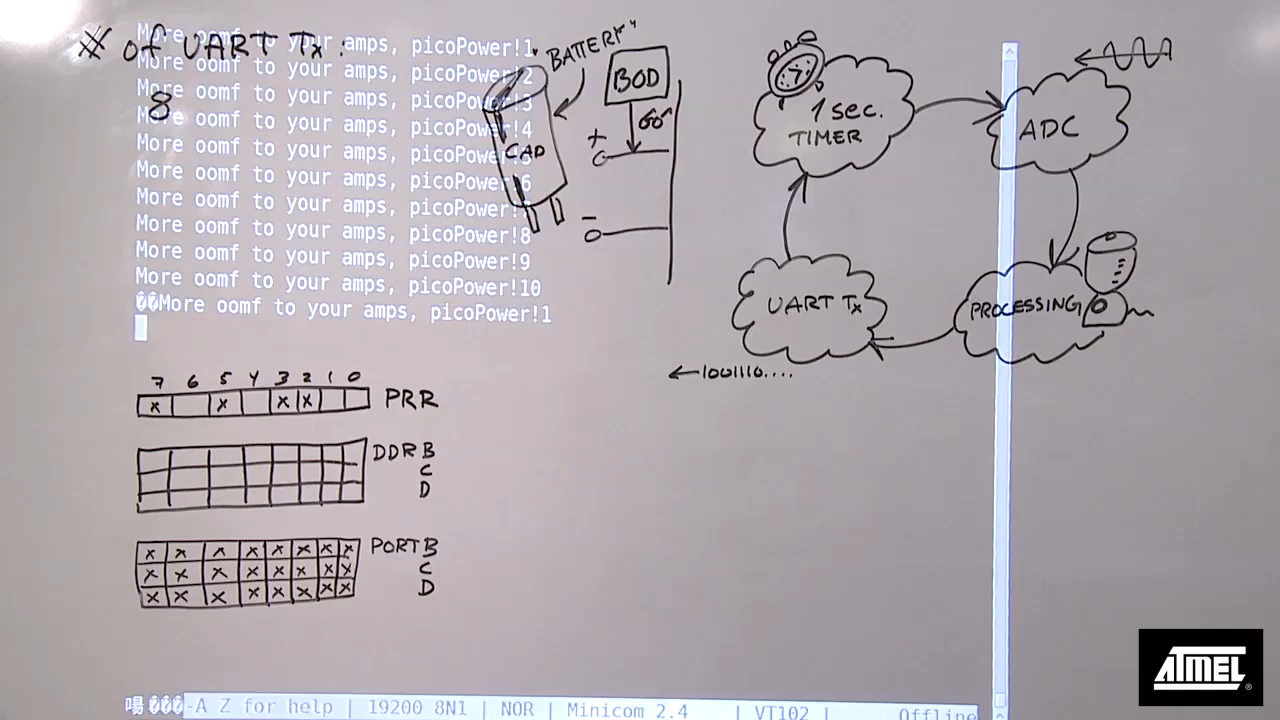 # of UART Tx:
8
More oomf to your amps, picoPower!1
More oomf to your amps, picoPower!2
More oomf to your amps, picoPower!3
More oomf to your amps, picoPower!4
More oomf to your amps, picoPower!5
More oomf to your amps, picoPower!6
More oomf to your amps, picoPower!7
More oomf to your amps, picoPower!8
More oomf to your amps, picoPower!9
More oomf to your amps, picoPower!10
��More oomf to your amps, picoPower!1
"BATTERY"
CAP
BOD
GO
+
-
1 sec.
TIMER
ADC
PROCESSING
UART Tx
1001110....
7 6 5 4 3 2 1 0
x x x x PRR
DDR B
C
D
x x x x x x x x PORT B
x x x x x x x x C
x x x x x x x x D
-A Z for help | 19200 8N1 | NOR | Minicom 2.4 | VT102 | Offline
ATMEL®